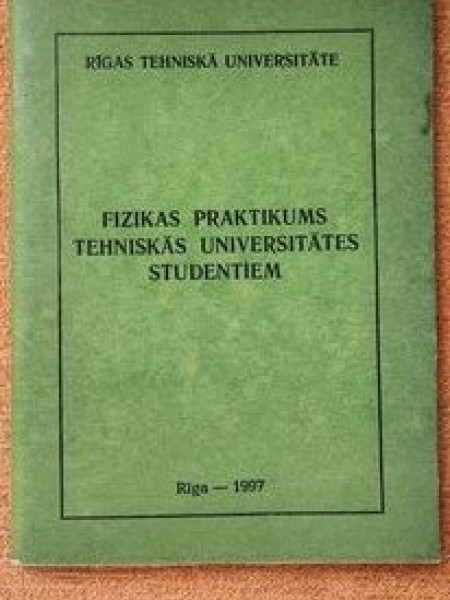 RĪGAS TEHNISKĀ UNIVERSITĀTE
FIZIKAS PRAKTIKUMS
TEHNISKĀS UNIVERSITĀTES
STUDENTIEM
Rīga — 1997